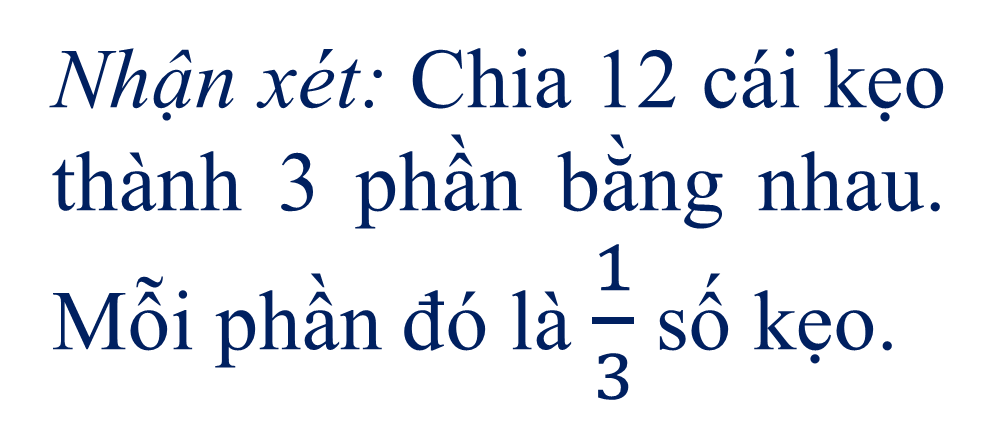 Nhận xét: Chia 12 cái kẹo
thành 3 phần bằng nhau.
Mỗi phần đó là 1/3 số kẹo.